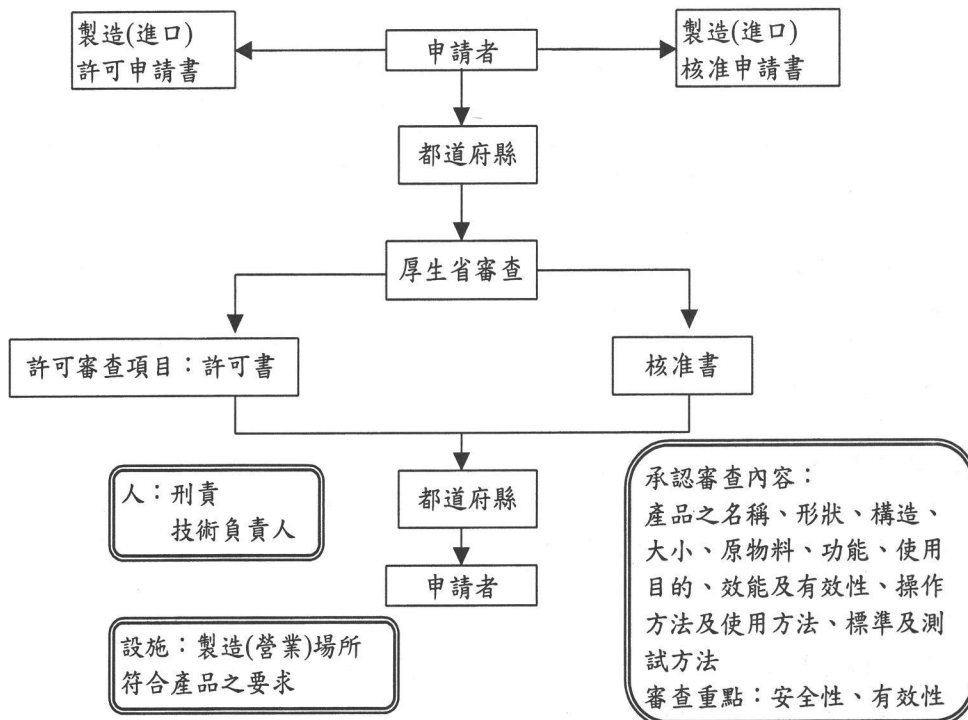 製造(進口)
許可申請書
申請者
製造(進口)
核准申請書
都道府縣
厚生省審查
許可審查項目：許可書
核准書
人：刑責
技術負責人
都道府縣
申請者
設施：製造(營業)場所
符合產品之要求
承認審查內容：
產品之名稱、形狀、構造、
大小、原物料、功能、使用
目的、效能及有效性、操作
方法及使用方法、標準及測
試方法
審查重點：安全性、有效性